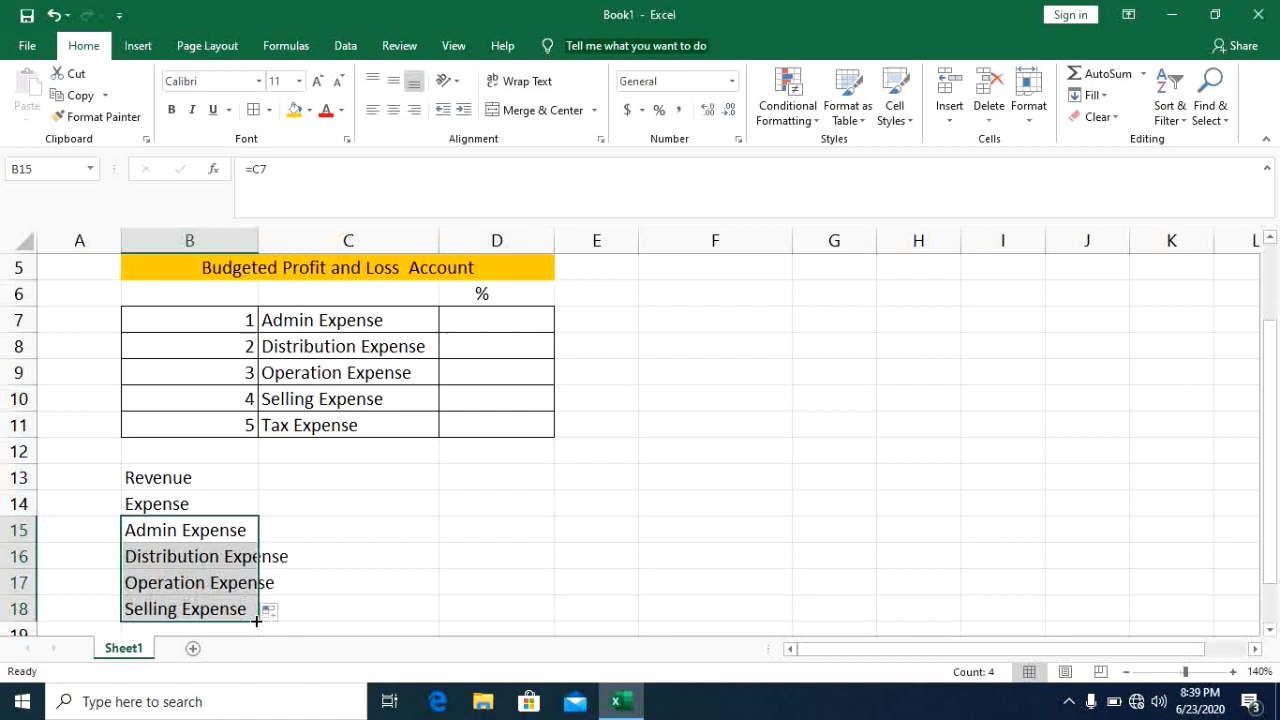 Book1 - Excel
Sign in
File Home Insert Page Layout Formulas Data Review View Help Tell me what you want to do Share
Cut
Copy
Format Painter
Paste
Clipboard
Calibri 11
B I U
Font
Wrap Text
Merge & Center
Alignment
General
$ % ,
Number
Conditional Formatting
Format as Table
Cell Styles
Styles
Insert Delete Format
Cells
AutoSum
Fill
Clear
Sort & Filter
Find & Select
Editing
B15 fx =C7
A B C D E F G H I J K L
5 Budgeted Profit and Loss  Account
6 %
7 1 Admin Expense
8 2 Distribution Expense
9 3 Operation Expense
10 4 Selling Expense
11 5 Tax Expense
12
13 Revenue
14 Expense
15 Admin Expense
16 Distribution Expense
17 Operation Expense
18 Selling Expense
19
Sheet1
Ready Count: 4 140%
Type here to search
8:39 PM
6/23/2020
3